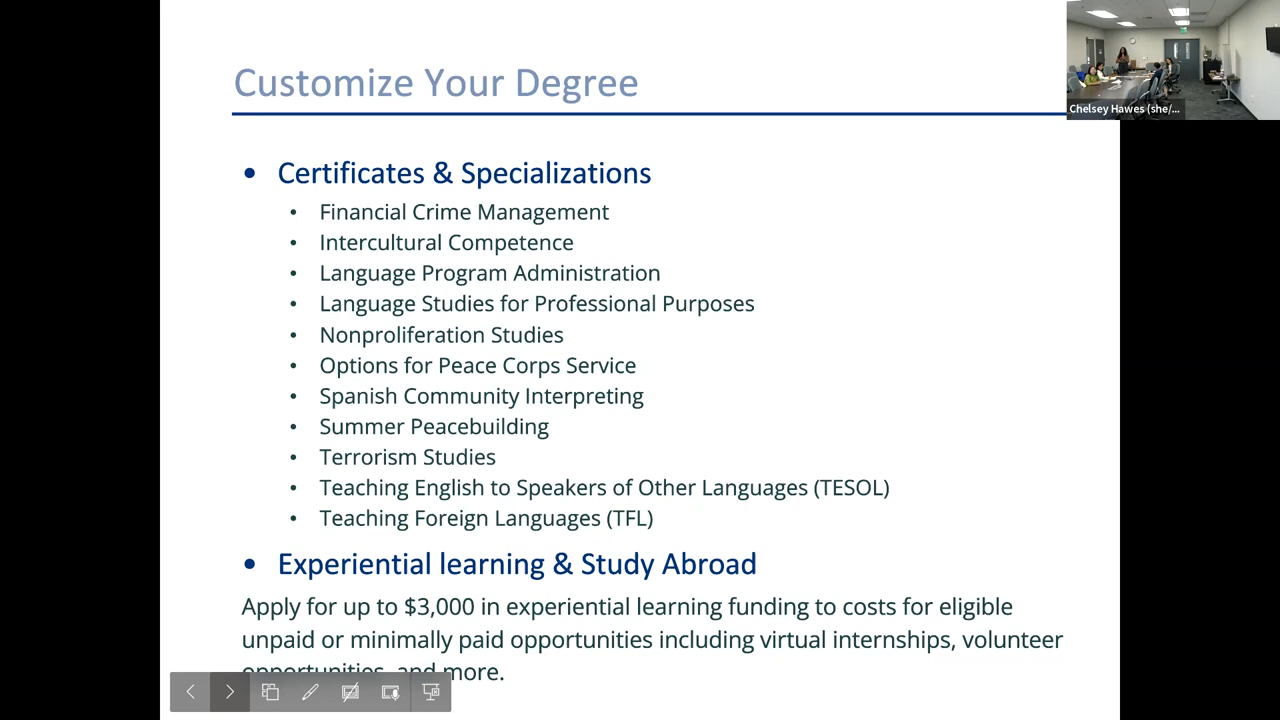 Customize Your Degree
Chelsey Hawes (she/...
• Certificates & Specializations
• Financial Crime Management
• Intercultural Competence
• Language Program Administration
• Language Studies for Professional Purposes
• Nonproliferation Studies
• Options for Peace Corps Service
• Spanish Community Interpreting
• Summer Peacebuilding
• Terrorism Studies
• Teaching English to Speakers of Other Languages (TESOL)
• Teaching Foreign Languages (TFL)
• Experiential learning & Study Abroad
Apply for up to $3,000 in experiential learning funding to costs for eligible
unpaid or minimally paid opportunities including virtual internships, volunteer
opportunities, and more.